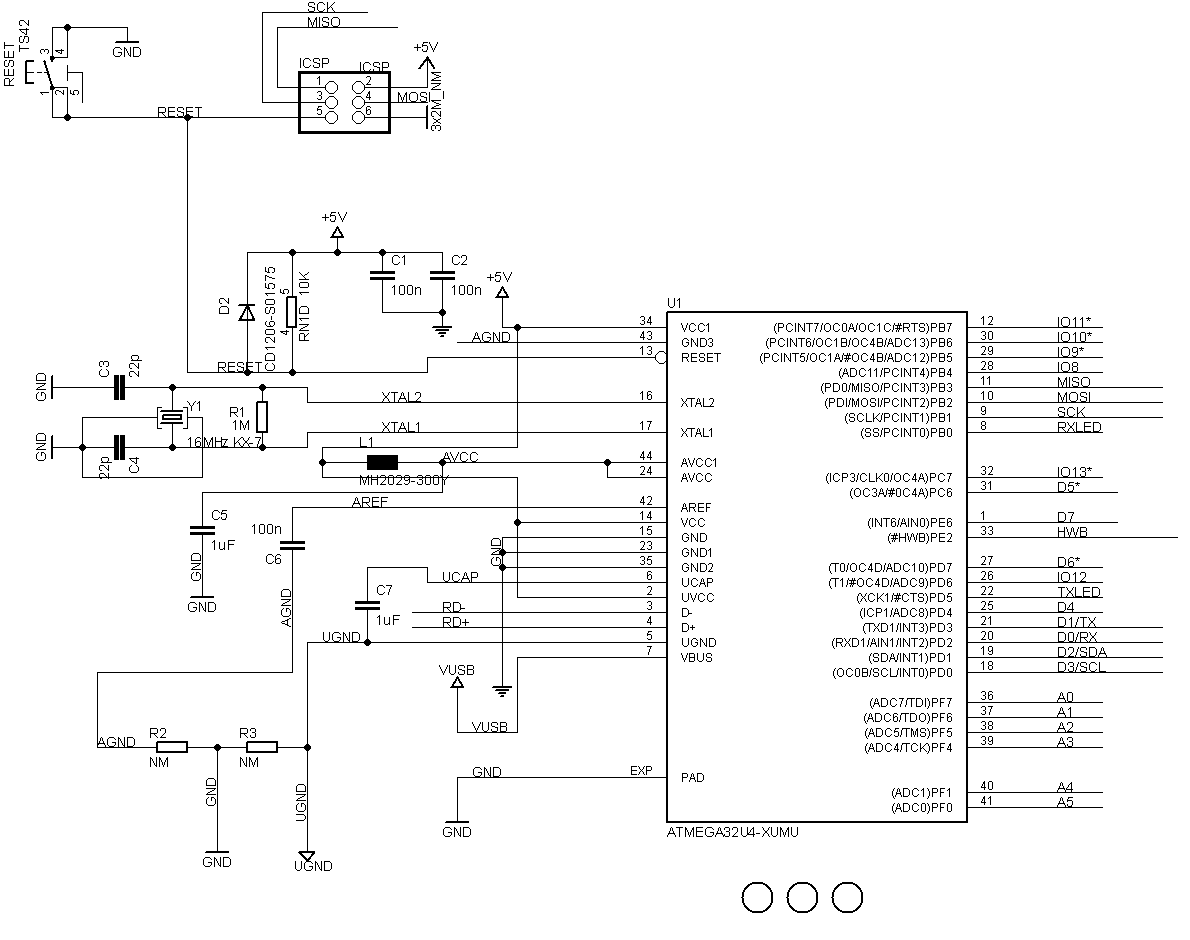 SCK
MISO
TS42
RESET
3
4
1
2
5
GND
+5V
ICSP
ICSP
1
2
3
4
MOSI
5
6
3x2M_NM
RESET
+5V
C1
C2
100n
100n
D2
CD1206-S01575
5
10K
4
RN1D
RESET
+5V
AGND
GND
C3
22p
XTAL2
Y1
R1
1M
XTAL1
GND
22p
C4
16MHz KX-7
L1
AVCC
MH2029-300Y
AREF
C5
1uF
100n
C6
GND
GND
AGND
GND
UCAP
C7
1uF
RD-
RD+
UGND
VUSB
VUSB
AGND
R2
NM
R3
NM
GND
UGND
GND
UGND
GND
GND
U1
34 VCC1 (PCINT7/OC0A/OC1C/#RTS)PB7 12 IO11*
43 GND3 (PCINT6/OC1B/OC4B/ADC13)PB6 30 IO10*
13 RESET (PCINT5/OC1A/#OC4B/ADC12)PB5 29 IO9*
(ADC11/PCINT4)PB4 28 IO8
(PD0/MISO/PCINT3)PB3 11 MISO
16 XTAL2 (PDI/MOSI/PCINT2)PB2 10 MOSI
(SCLK/PCINT1)PB1 9 SCK
17 XTAL1 (SS/PCINT0)PB0 8 RXLED
44 AVCC1
24 AVCC (ICP3/CLK0/OC4A)PC7 32 IO13*
(OC3A/#0C4A)PC6 31 D5*
42 AREF
14 VCC (INT6/AIN0)PE6 1 D7
15 GND (#HWB)PE2 33 HWB
23 GND1
35 GND2 (T0/OC4D/ADC10)PD7 27 D6*
6 UCAP (T1/#OC4D/ADC9)PD6 26 IO12
2 UVCC (XCK1/#CTS)PD5 22 TXLED
3 D- (ICP1/ADC8)PD4 25 D4
4 D+ (TXD1/INT3)PD3 21 D1/TX
5 UGND (RXD1/AIN1/INT2)PD2 20 D0/RX
7 VBUS (SDA/INT1)PD1 19 D2/SDA
(OC0B/SCL/INT0)PD0 18 D3/SCL
(ADC7/TDI)PF7 36 A0
(ADC6/TDO)PF6 37 A1
(ADC5/TMS)PF5 38 A2
(ADC4/TCK)PF4 39 A3
EXP PAD
(ADC1)PF1 40 A4
(ADC0)PF0 41 A5
ATMEGA32U4-XUMU